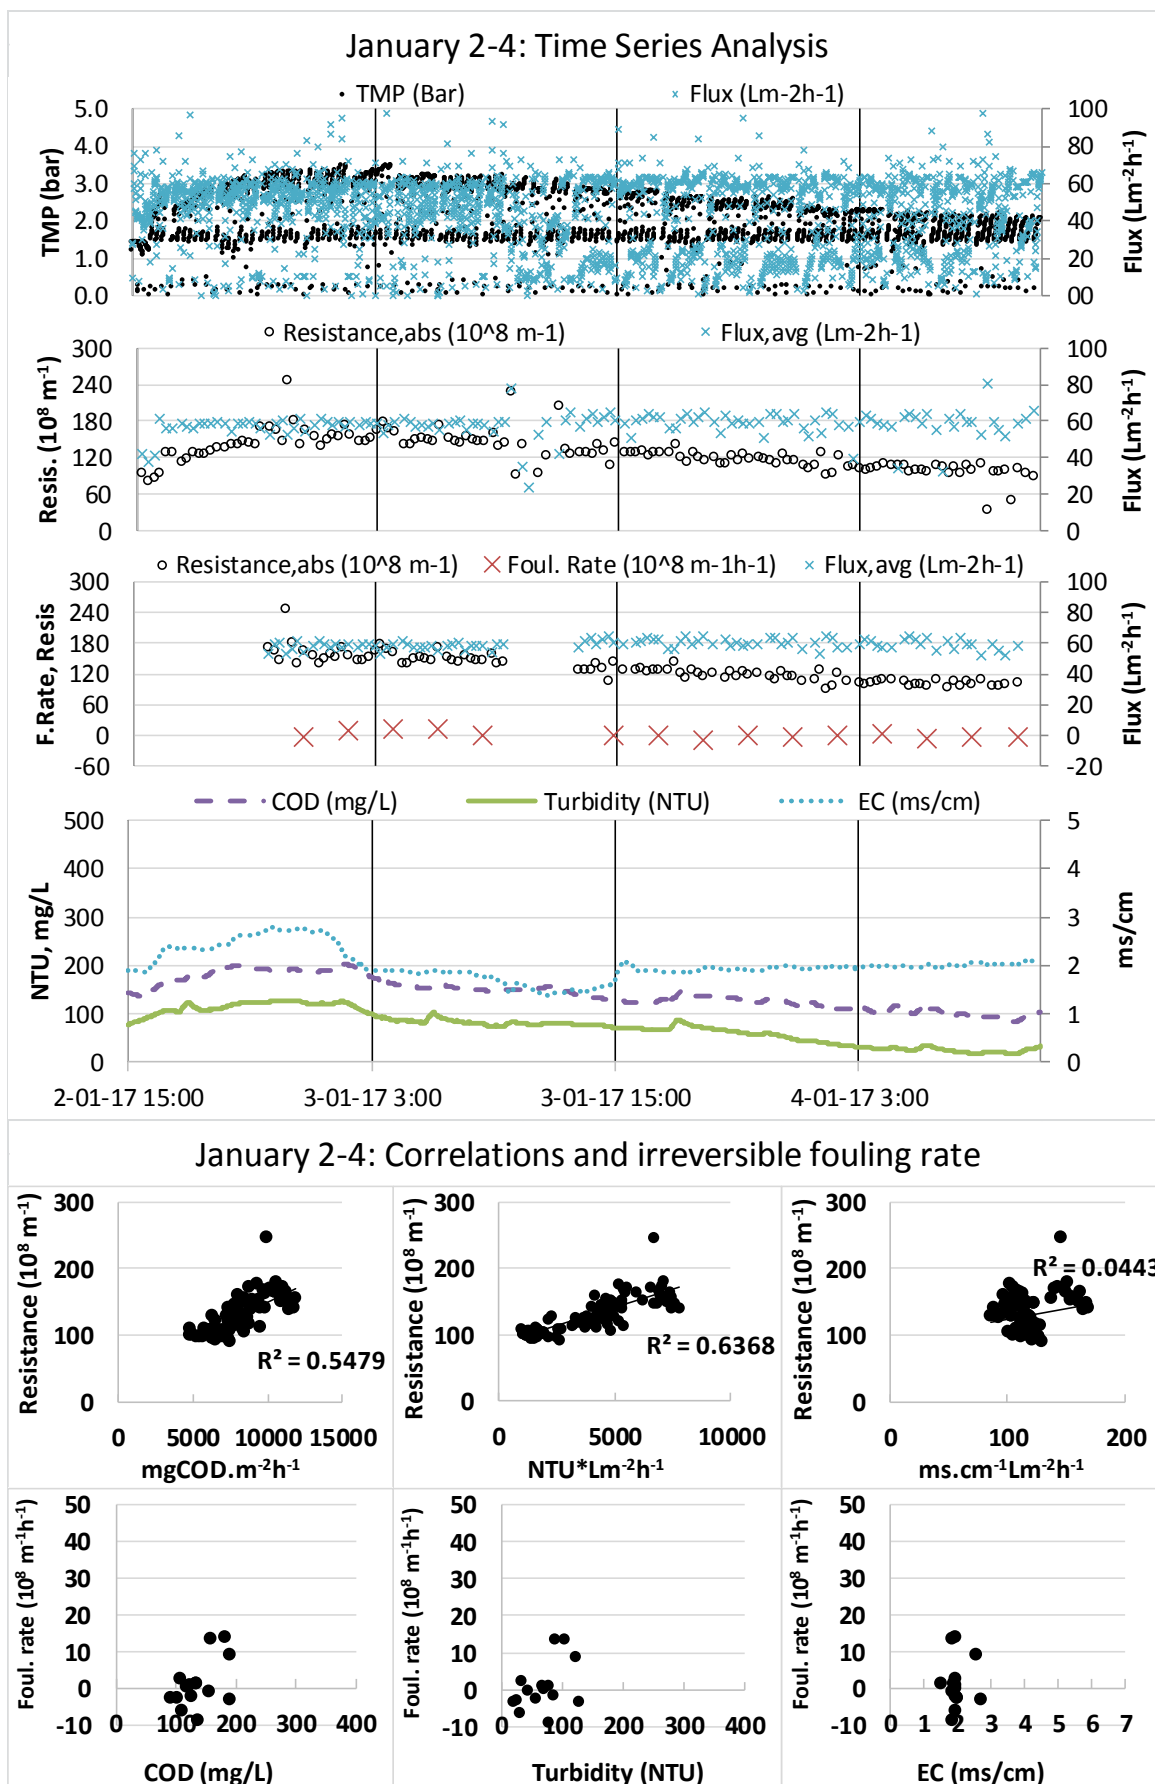 January 2-4: Time Series Analysis
TMP (Bar) Flux (Lm-2h-1)
5.0
4.0
3.0
2.0
1.0
0.0
TMP (bar)
100
80
60
40
20
00
Flux (Lm-2h-1)
Resistance,abs (10^8 m-1) Flux,avg (Lm-2h-1)
300
240
180
120
60
0
Resis. (10⁸ m⁻¹)
100
80
60
40
20
0
Flux (Lm-2h-1)
Resistance,abs (10^8 m-1) Foul. Rate (10^8 m-1h-1) Flux,avg (Lm-2h-1)
300
240
180
120
60
0
-60
F.Rate, Resis
100
80
60
40
20
0
-20
Flux (Lm-2h-1)
COD (mg/L) Turbidity (NTU) EC (ms/cm)
500
400
300
200
100
0
NTU, mg/L
5
4
3
2
1
0
ms/cm
2-01-17 15:00 3-01-17 3:00 3-01-17 15:00 4-01-17 3:00
January 2-4: Correlations and irreversible fouling rate
Resistance (10⁸ m⁻¹)
300
200
100
0
R² = 0.5479
0 5000 10000 15000
mgCOD.m⁻²h⁻¹
Resistance (10⁸ m⁻¹)
300
200
100
0
R² = 0.6368
0 5000 10000
NTU*Lm⁻²h⁻¹
Resistance (10⁸ m⁻¹)
300
200
100
0
R² = 0.0443
0 100 200
ms.cm⁻¹Lm⁻²h⁻¹
Foul. rate (10⁸ m⁻¹h⁻¹)
50
40
30
20
10
0
-10
0 100 200 300 400
COD (mg/L)
Foul. rate (10⁸ m⁻¹h⁻¹)
50
40
30
20
10
0
-10
0 100 200 300 400
Turbidity (NTU)
Foul. rate (10⁸ m⁻¹h⁻¹)
50
40
30
20
10
0
-10
0 1 2 3 4 5 6 7
EC (ms/cm)